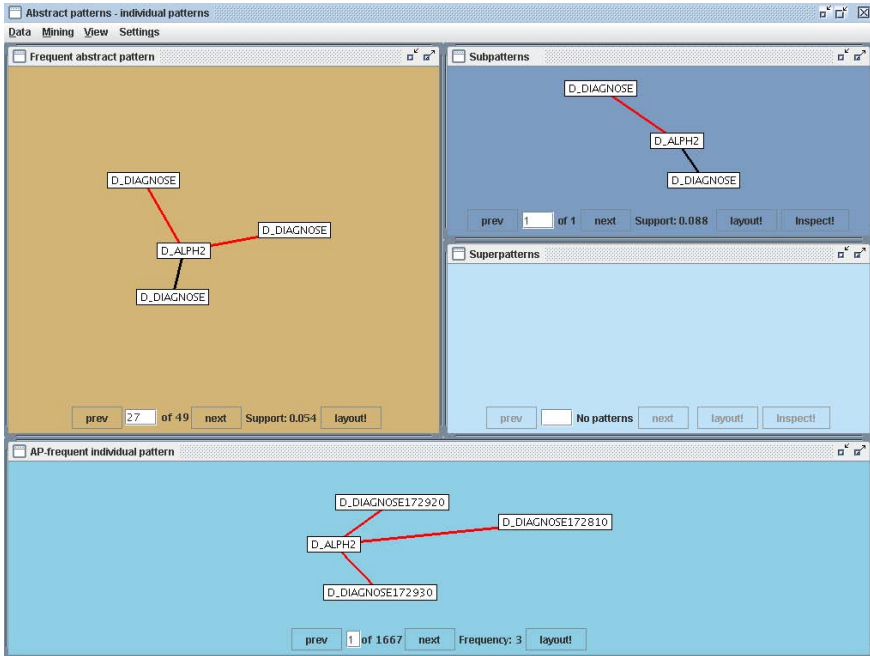 Abstract patterns - individual patterns
Data Mining View Settings
Frequent abstract pattern
D_DIAGNOSE
D_DIAGNOSE
D_ALPH2
D_DIAGNOSE
prev 27 of 49 next Support: 0.054 layout!
Subpatterns
D_DIAGNOSE
D_ALPH2
D_DIAGNOSE
prev 1 of 1 next Support: 0.088 layout! Inspect!
Superpatterns
prev No patterns next layout! Inspect!
AP-frequent individual pattern
D_DIAGNOSE172920
D_DIAGNOSE172810
D_ALPH2
D_DIAGNOSE172930
prev 1 of 1667 next Frequency: 3 layout!